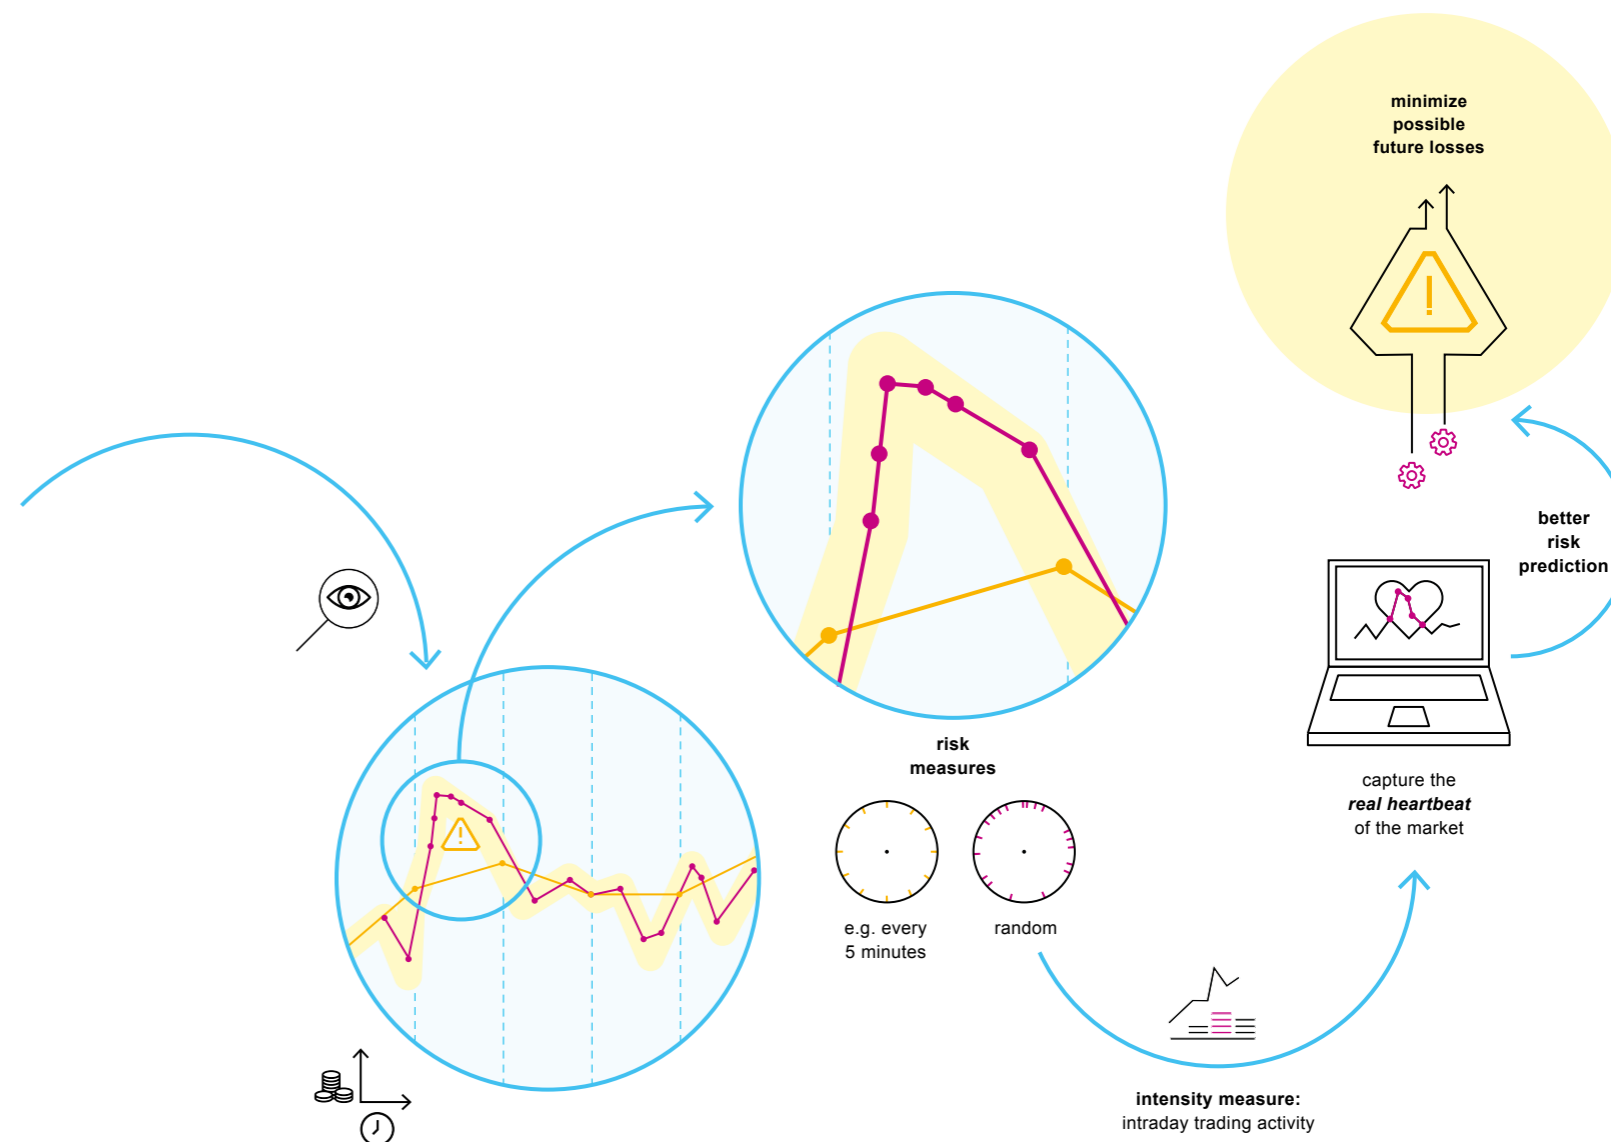 minimize
possible
future losses
better
risk
prediction
risk
measures
e.g. every
5 minutes
random
capture the
real heartbeat
of the market
intensity measure:
intraday trading activity